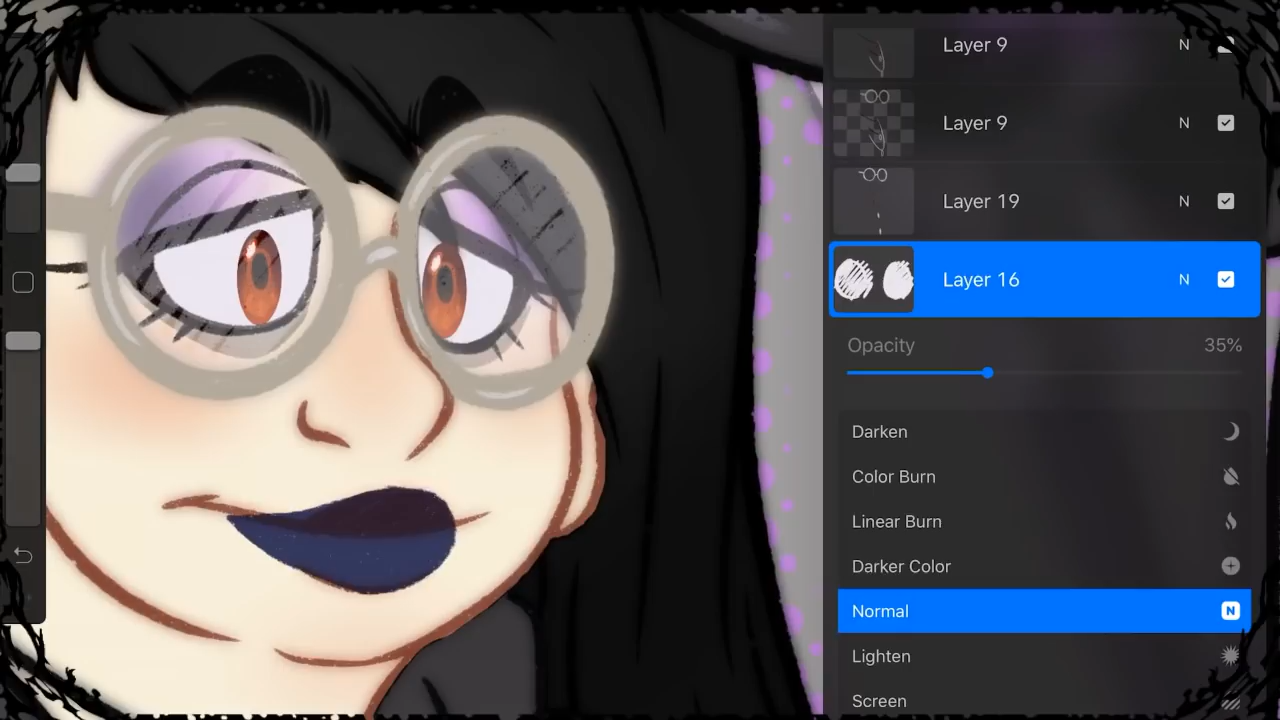 Layer 9 N
Layer 9 N
Layer 19 N
Layer 16 N
Opacity 35%
Darken
Color Burn
Linear Burn
Darker Color
Normal N
Lighten
Screen